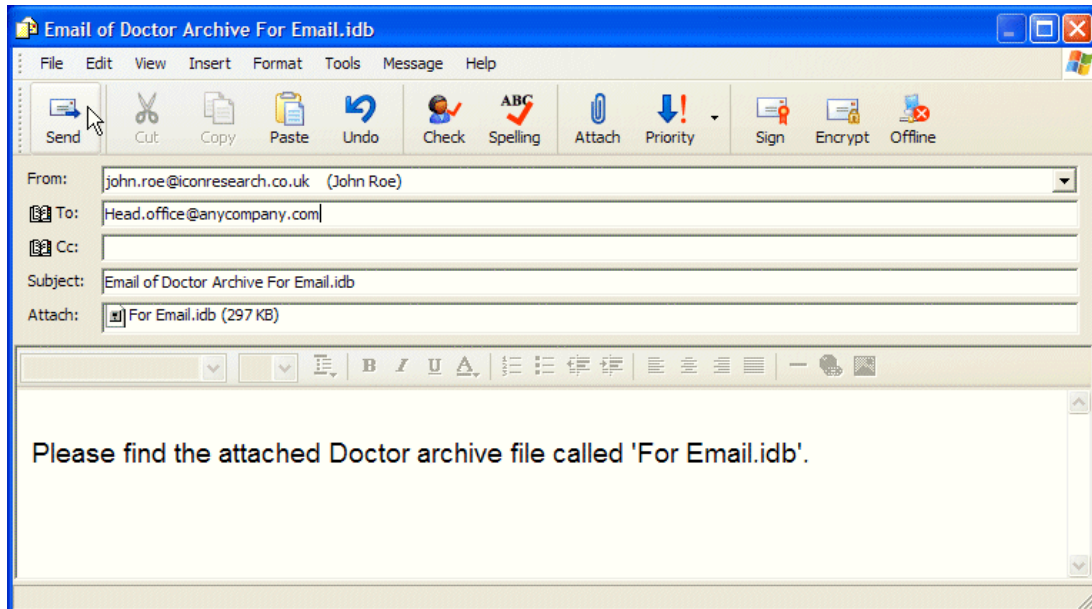 Email of Doctor Archive For Email.idb
File Edit View Insert Format Tools Message Help
Send Cut Copy Paste Undo Check ABC Spelling Attach Priority Sign Encrypt Offline
From: john.roe@iconresearch.co.uk (John Roe)
To: Head.office@anycompany.com
Cc:
Subject: Email of Doctor Archive For Email.idb
Attach: For Email.idb (297 KB)
B I U A
Please find the attached Doctor archive file called 'For Email.idb'.